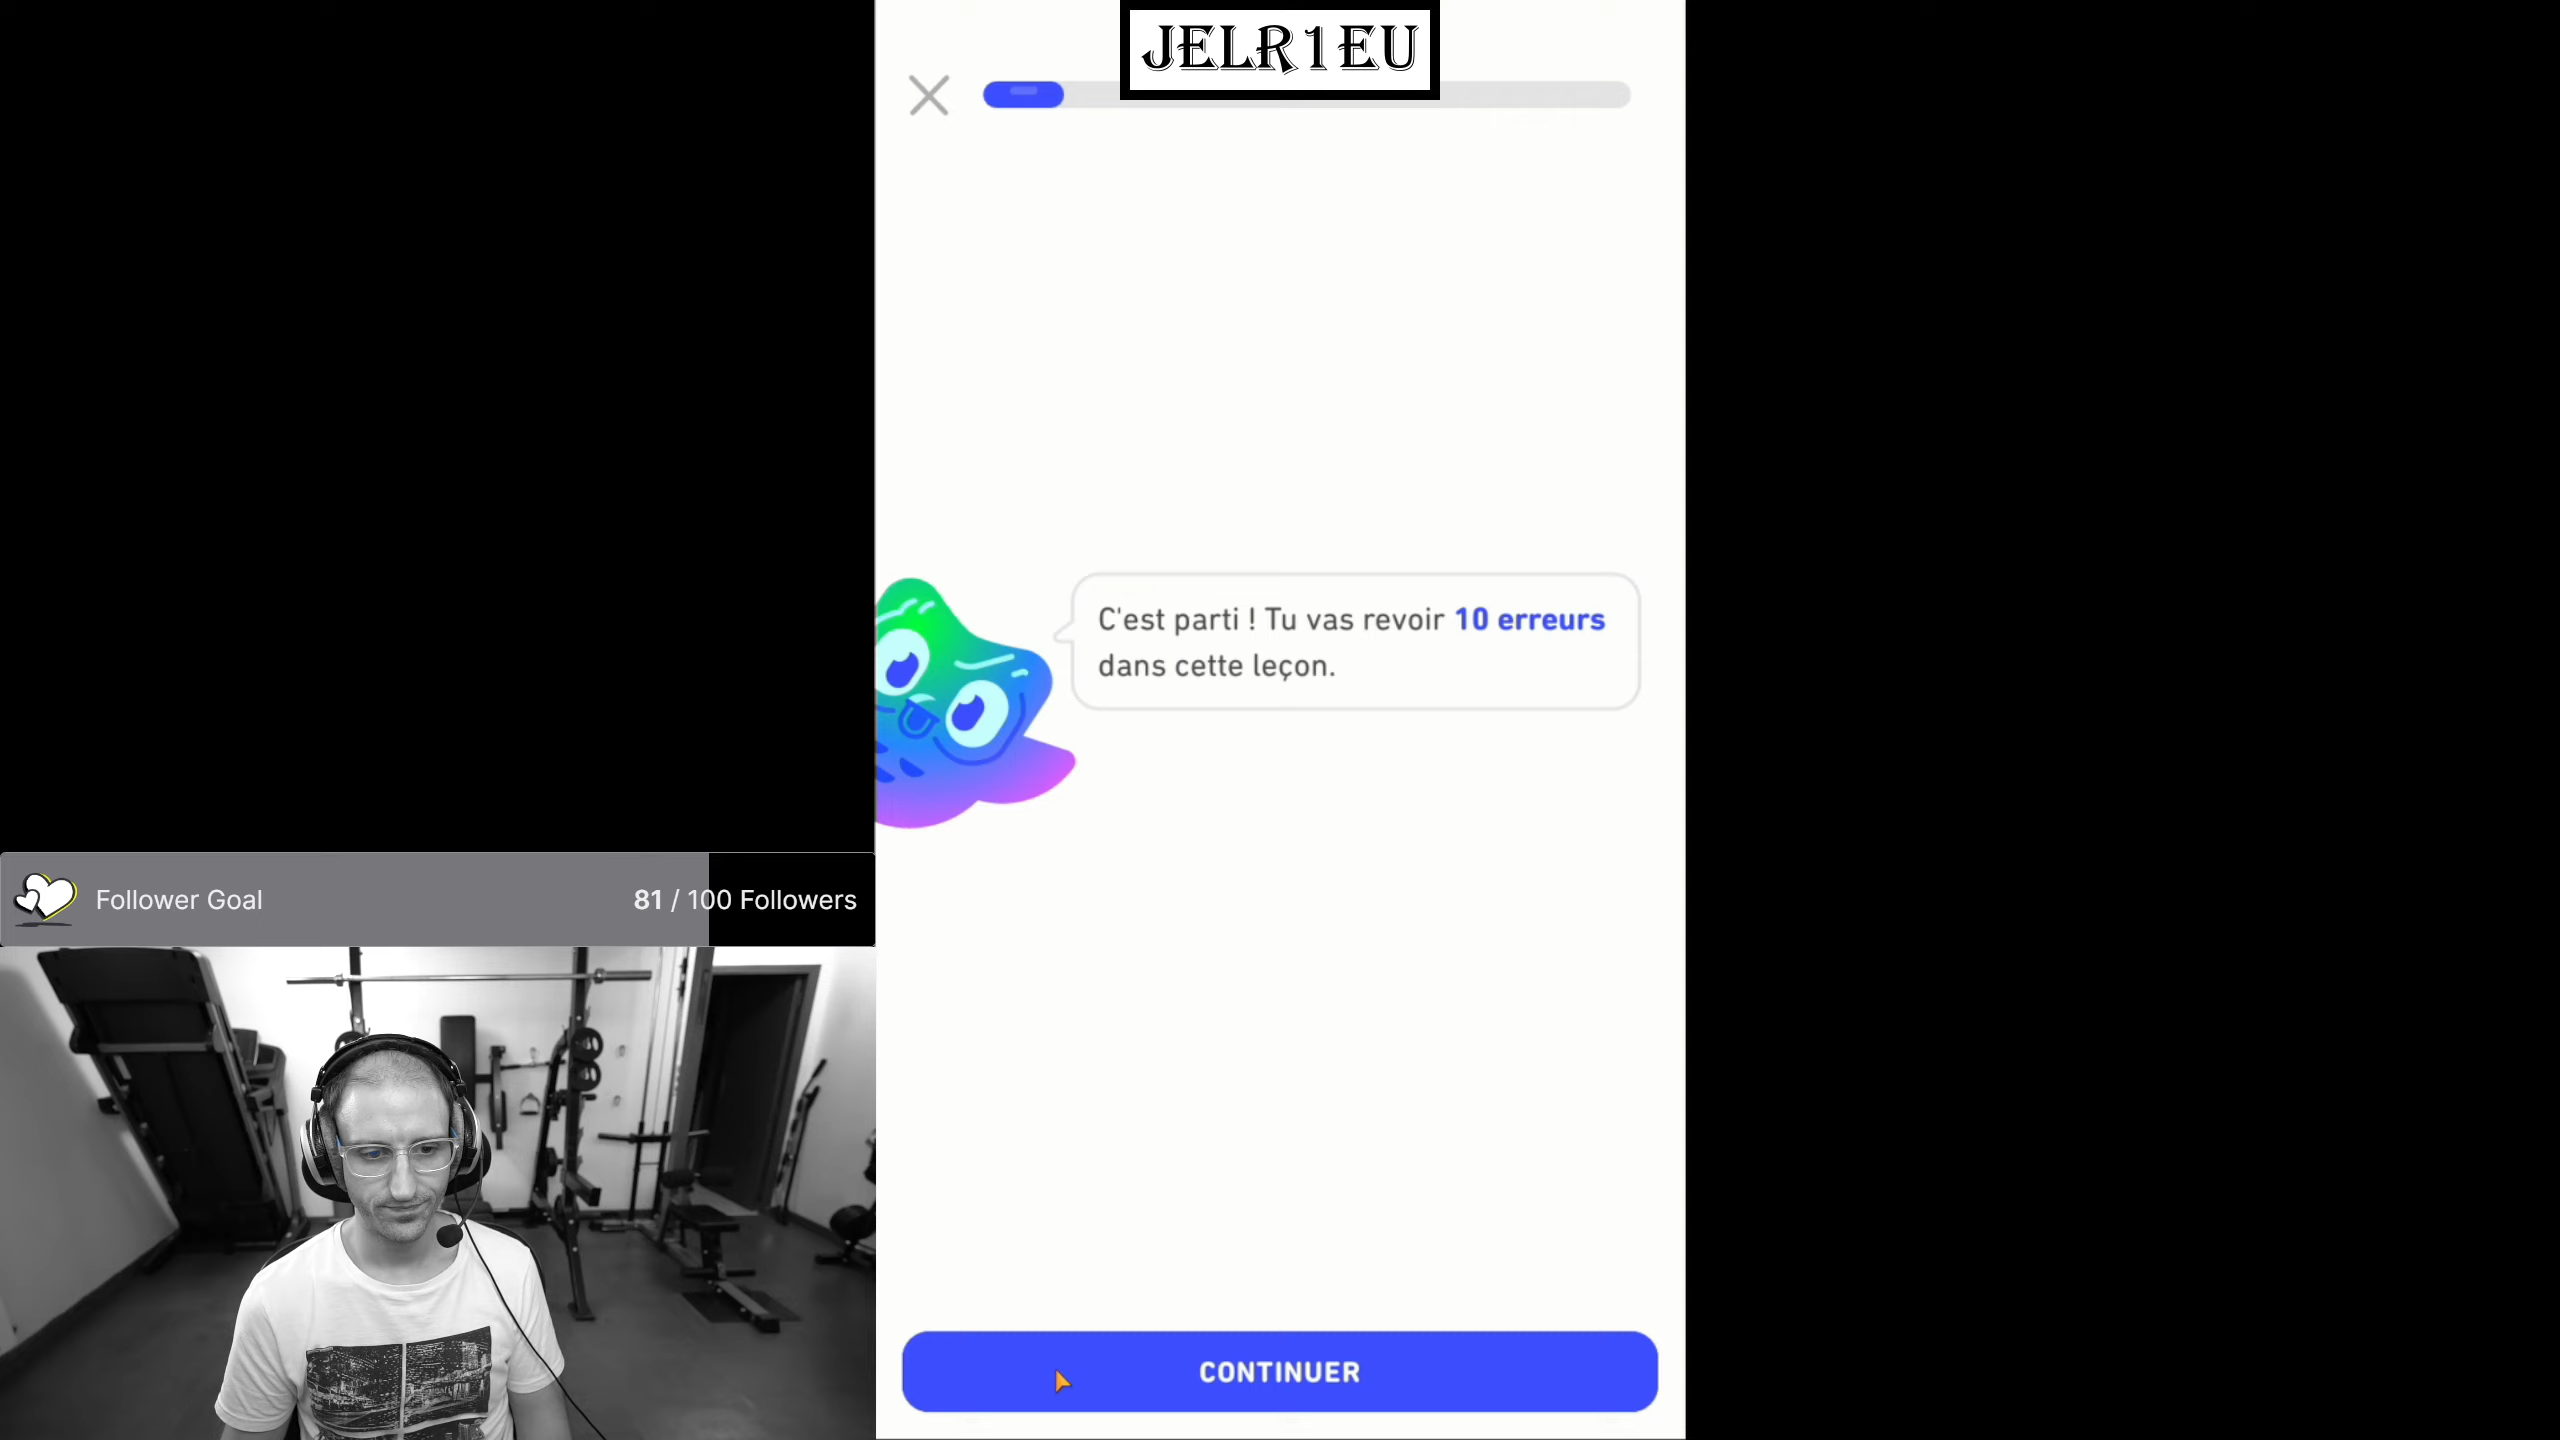 JELR1EU
C'est parti ! Tu vas revoir 10 erreurs
dans cette leçon.
Follower Goal
81 / 100 Followers
CONTINUER